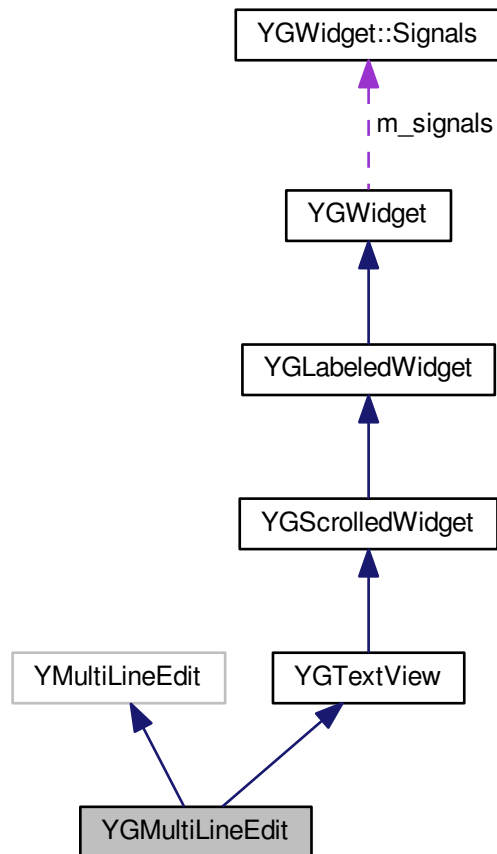 YGWidget::Signals
m_signals
YGWidget
YGLabeledWidget
YGScrolledWidget
YMultiLineEdit
YGTextView
YGMultiLineEdit